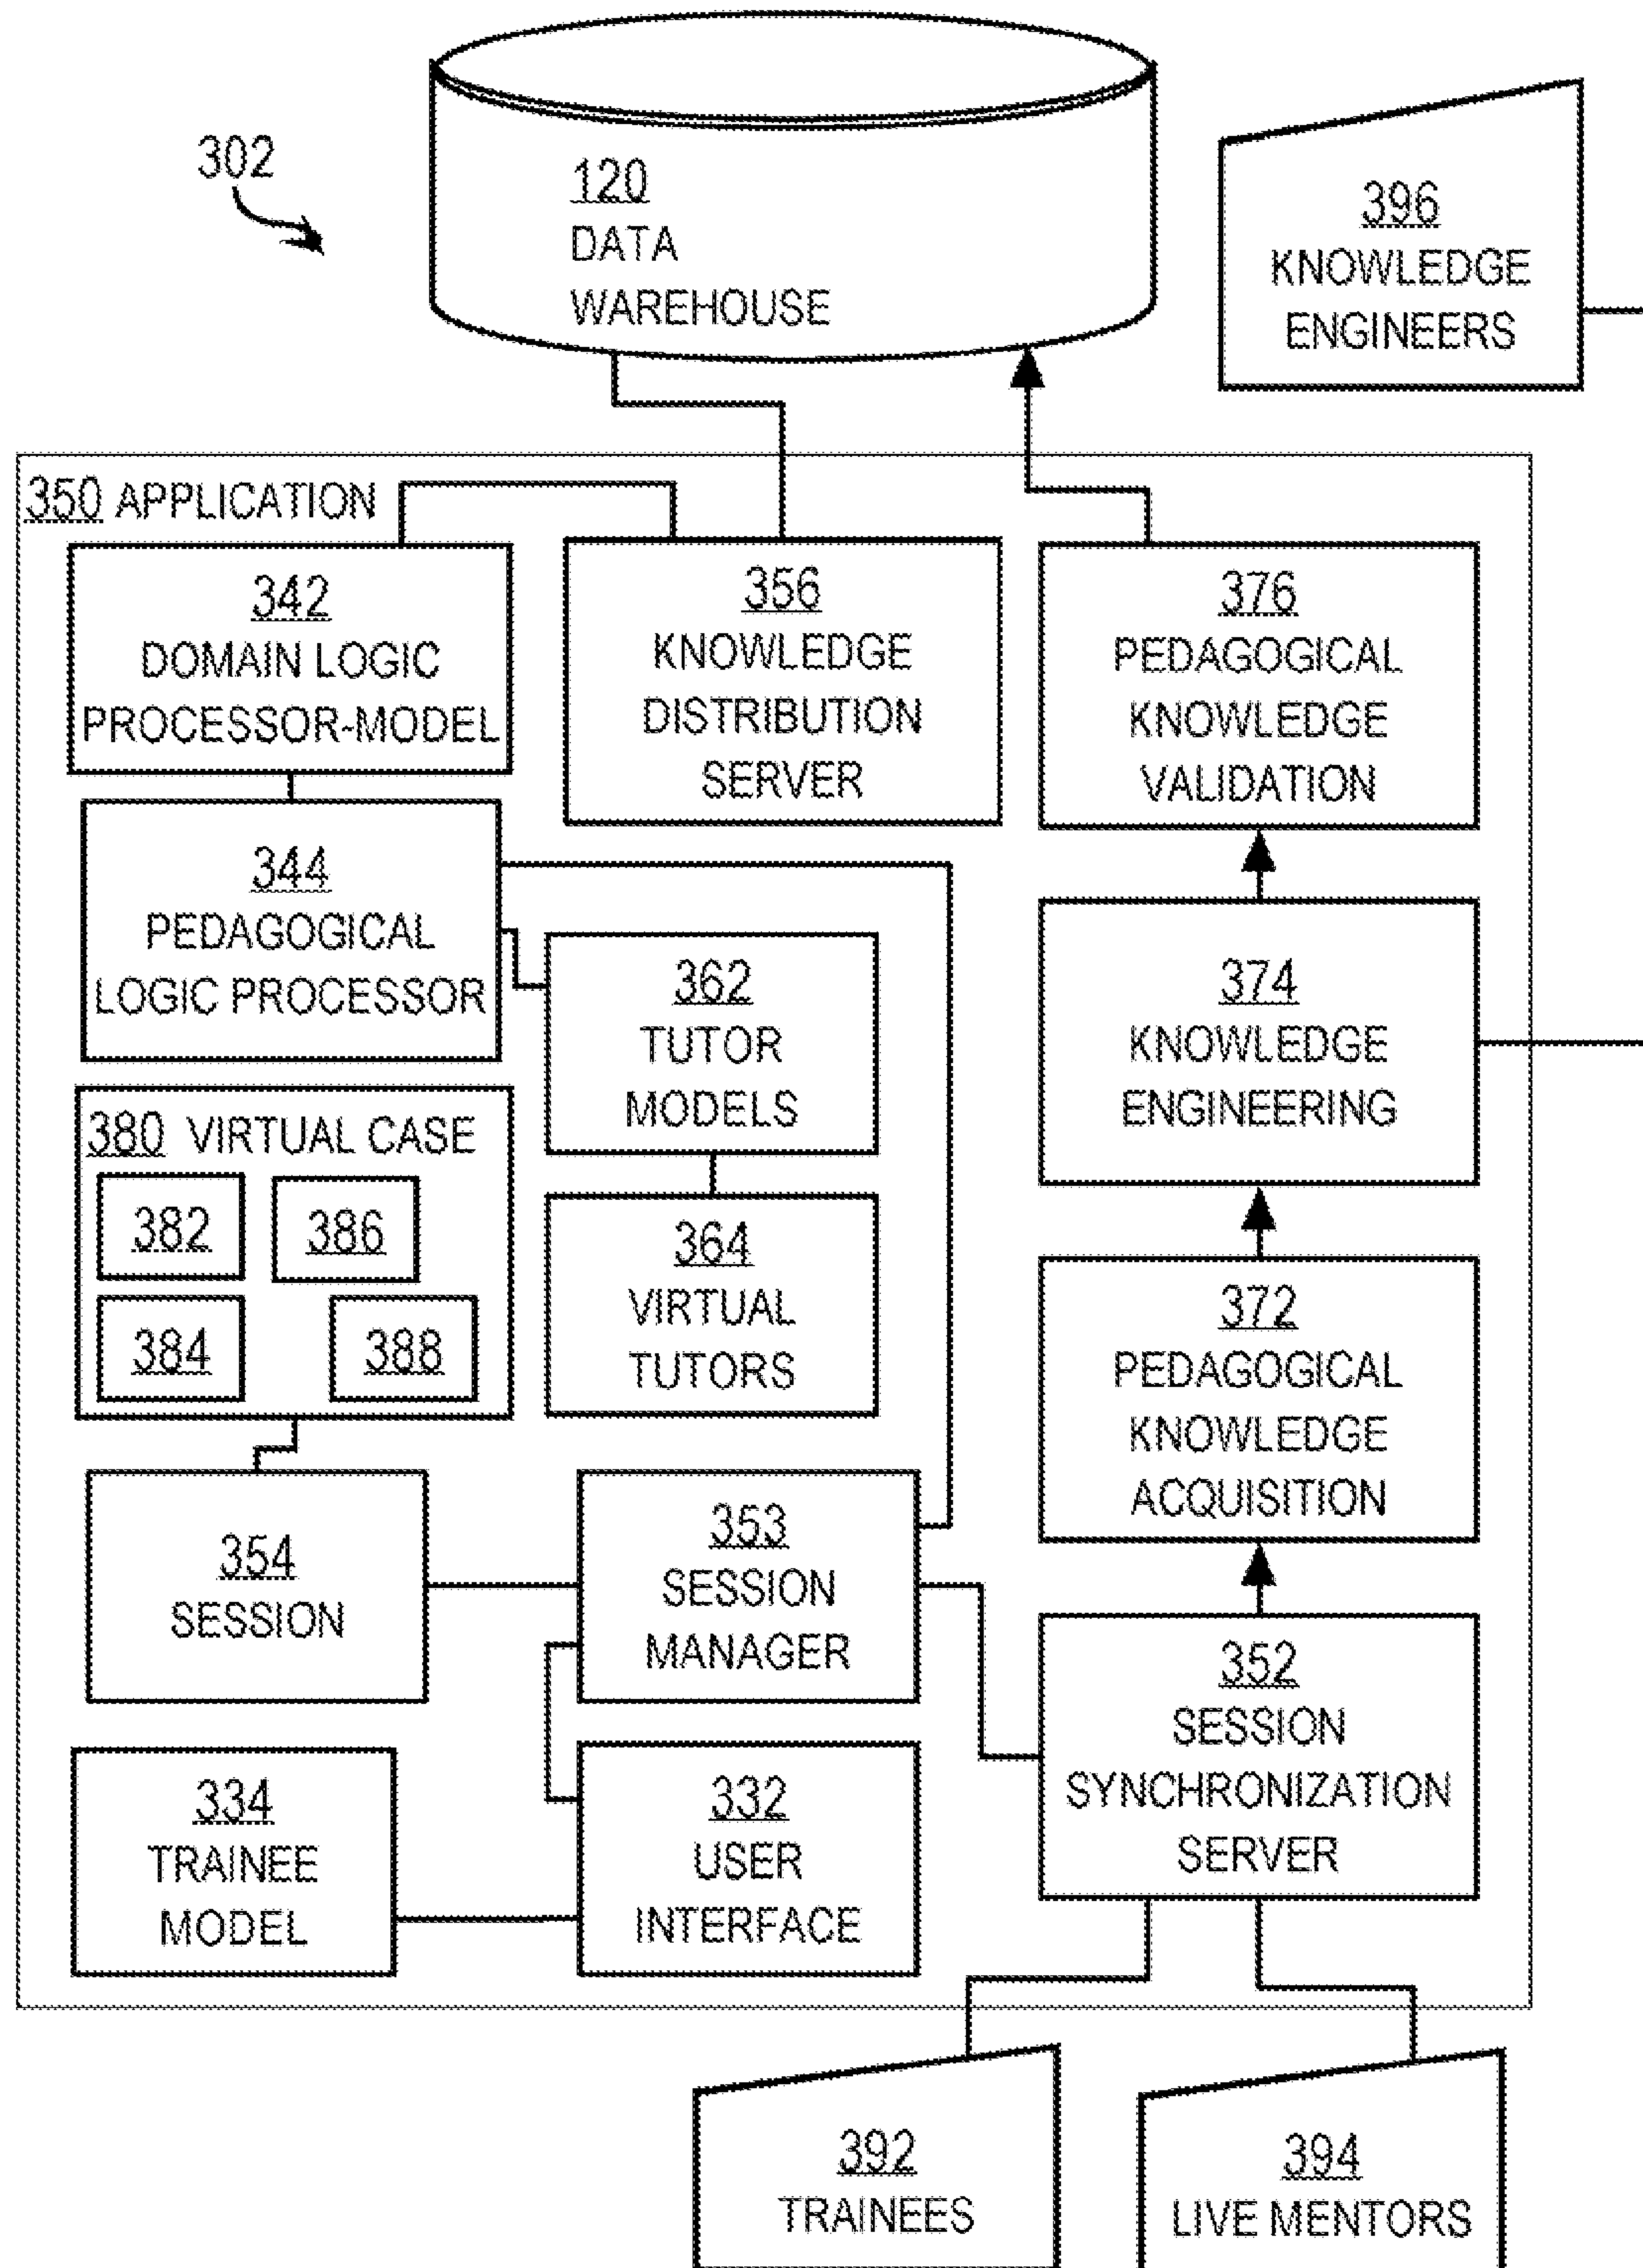 302
120
DATA
WAREHOUSE
396
KNOWLEDGE
ENGINEERS
350 APPLICATION
342
DOMAIN LOGIC
PROCESSOR-MODEL
356
KNOWLEDGE
DISTRIBUTION
SERVER
376
PEDAGOGICAL
KNOWLEDGE
VALIDATION
344
PEDAGOGICAL
LOGIC PROCESSOR
362
TUTOR
MODELS
374
KNOWLEDGE
ENGINEERING
380 VIRTUAL CASE
382
386
384
388
364
VIRTUAL
TUTORS
372
PEDAGOGICAL
KNOWLEDGE
ACQUISITION
354
SESSION
353
SESSION
MANAGER
352
SESSION
SYNCHRONIZATION
SERVER
334
TRAINEE
MODEL
332
USER
INTERFACE
392
TRAINEES
394
LIVE MENTORS